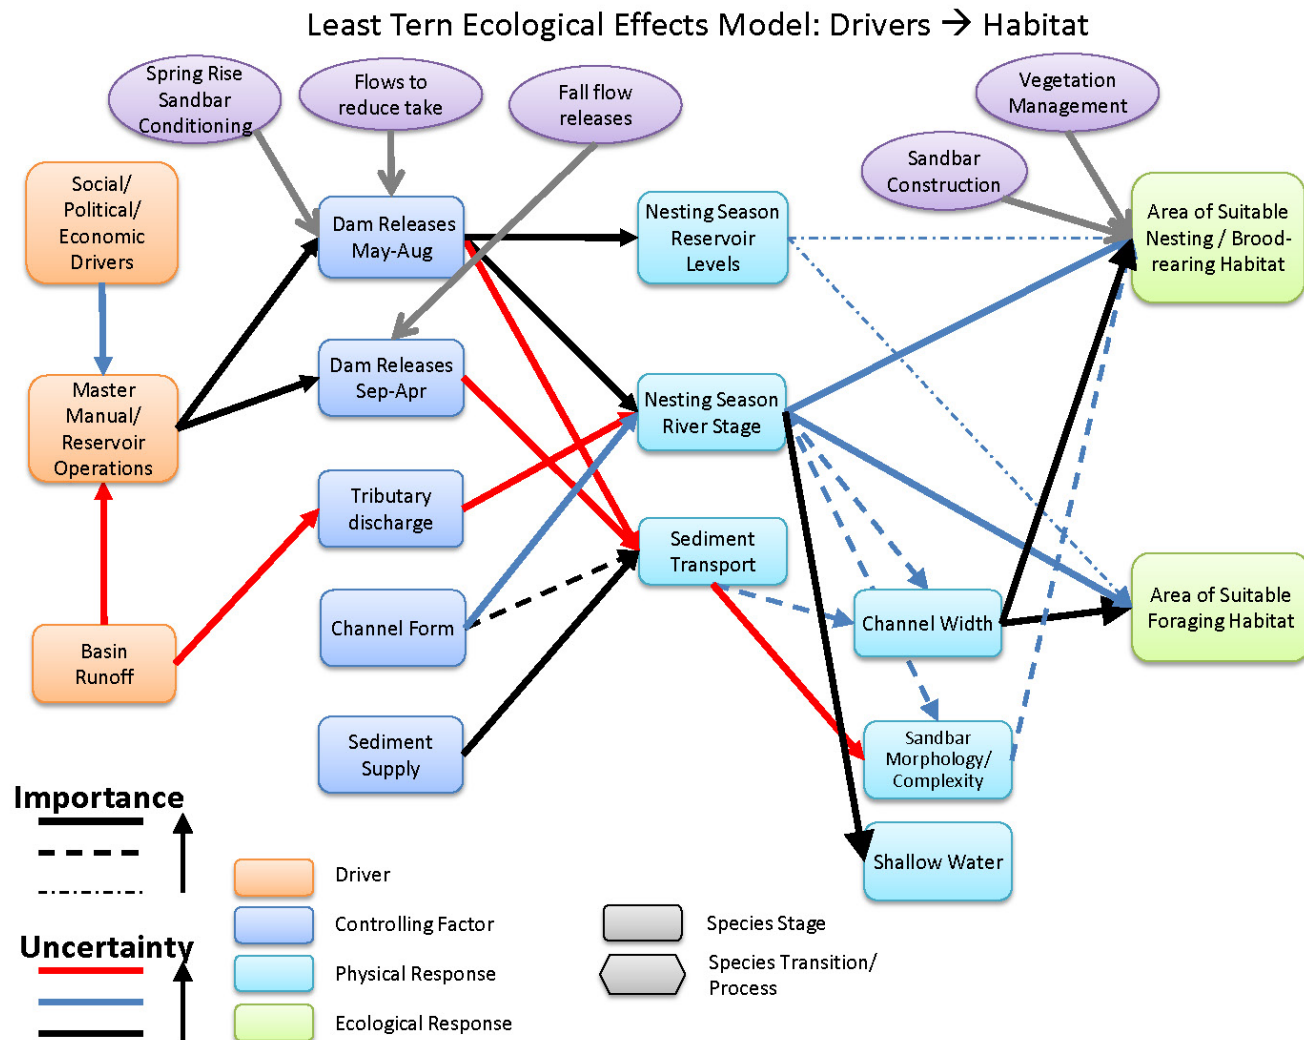 Least Tern Ecological Effects Model: Drivers → Habitat
Spring Rise
Sandbar
Conditioning
Flows to
reduce take
Fall flow
releases
Vegetation
Management
Sandbar
Construction
Social/
Political/
Economic
Drivers
Dam Releases
May-Aug
Nesting Season
Reservoir
Levels
Area of Suitable
Nesting / Brood-
rearing Habitat
Master
Manual/
Reservoir
Operations
Dam Releases
Sep-Apr
Nesting Season
River Stage
Tributary
discharge
Sediment
Transport
Channel Form
Channel Width
Area of Suitable
Foraging Habitat
Basin
Runoff
Sediment
Supply
Sandbar
Morphology/
Complexity
Shallow Water
Importance
Uncertainty
Driver
Controlling Factor
Physical Response
Ecological Response
Species Stage
Species Transition/
Process